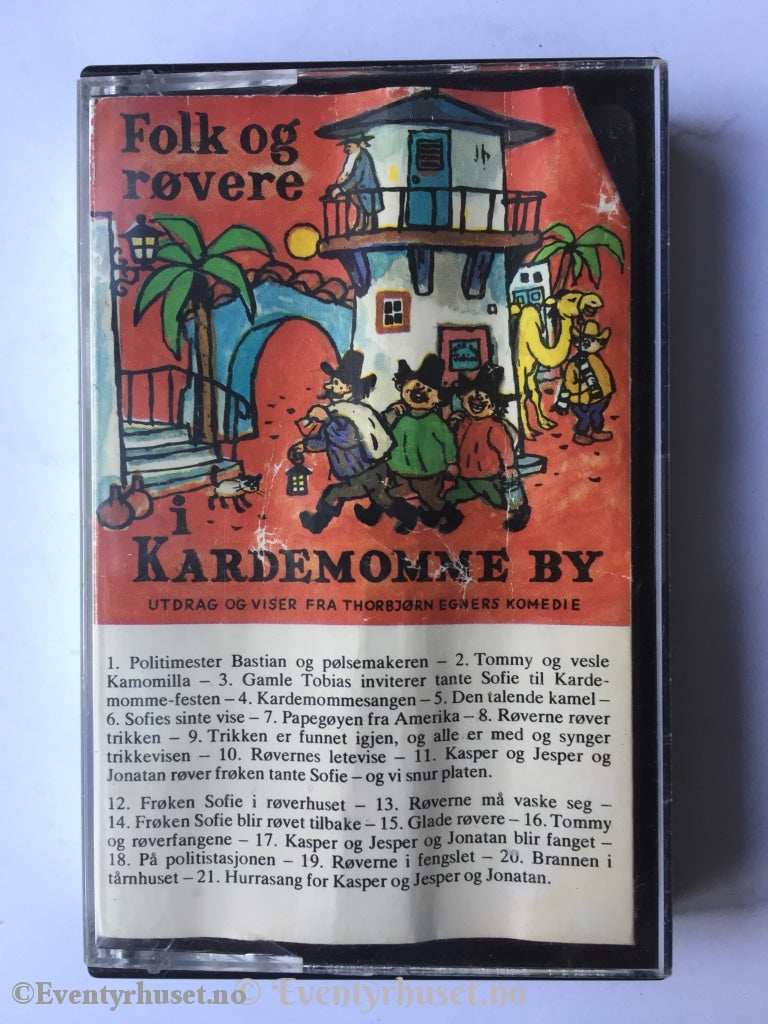 Folk og
røvere
i
KARDEMOMME BY
UTDRAG OG VISER FRA THORBJØRN EGNERS KOMEDIE
1. Politimester Bastian og pølsemakeren – 2. Tommy og vesle
Kamomilla – 3. Gamle Tobias inviterer tante Sofie til Karde-
momme-festen – 4. Kardemommesangen – 5. Den talende kamel –
6. Sofies sinte vise – 7. Papegøyen fra Amerika – 8. Røverne røver
trikken – 9. Trikken er funnet igjen, og alle er med og synger
trikkevisen – 10. Røvernes letevise – 11. Kasper og Jesper og
Jonatan røver frøken tante Sofie – og vi snur platen.
12. Frøken Sofie i røverhuset – 13. Røverne må vaske seg –
14. Frøken Sofie blir røvet tilbake – 15. Glade røvere – 16. Tommy
og røverfangene – 17. Kasper og Jesper og Jonatan blir fanget –
18. På politistasjonen – 19. Røverne i fengslet – 20. Brannen i
tårnhuset – 21. Hurrasang for Kasper og Jesper og Jonatan.
©Eventyrhuset.no © Eventyrhuset.no